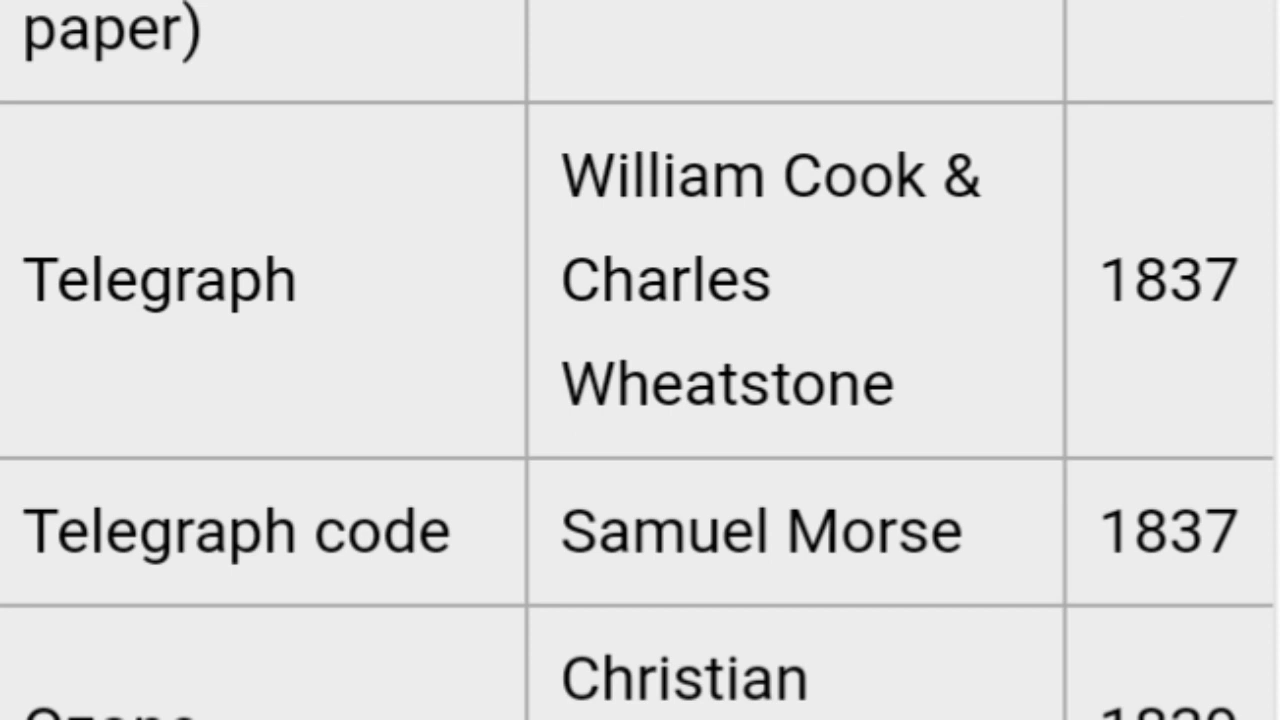 paper)
William Cook &
Telegraph
Charles
1837
Wheatstone
Telegraph code
Samuel Morse
1837
Christian